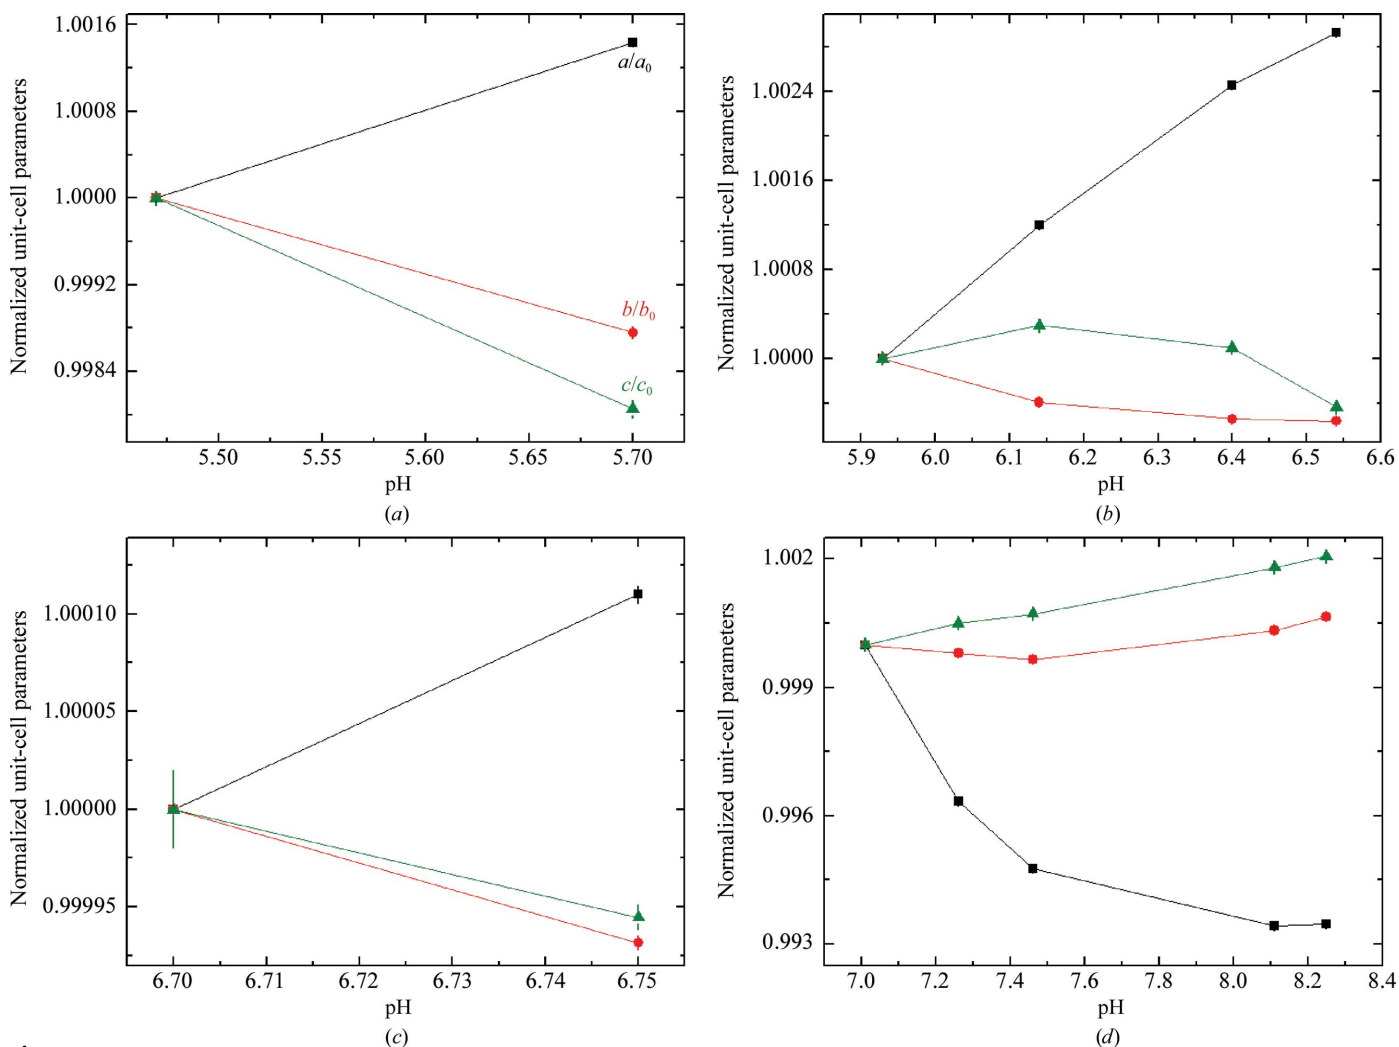 Normalized unit-cell parameters
1.0016
1.0008
1.0000
0.9992
0.9984
a/a0
b/b0
c/c0
5.50 5.55 5.60 5.65 5.70
pH
(a)
Normalized unit-cell parameters
1.0024
1.0016
1.0008
1.0000
5.9 6.0 6.1 6.2 6.3 6.4 6.5 6.6
pH
(b)
Normalized unit-cell parameters
1.00010
1.00005
1.00000
0.99995
6.70 6.71 6.72 6.73 6.74 6.75
pH
(c)
Normalized unit-cell parameters
1.002
0.999
0.996
0.993
7.0 7.2 7.4 7.6 7.8 8.0 8.2 8.4
pH
(d)